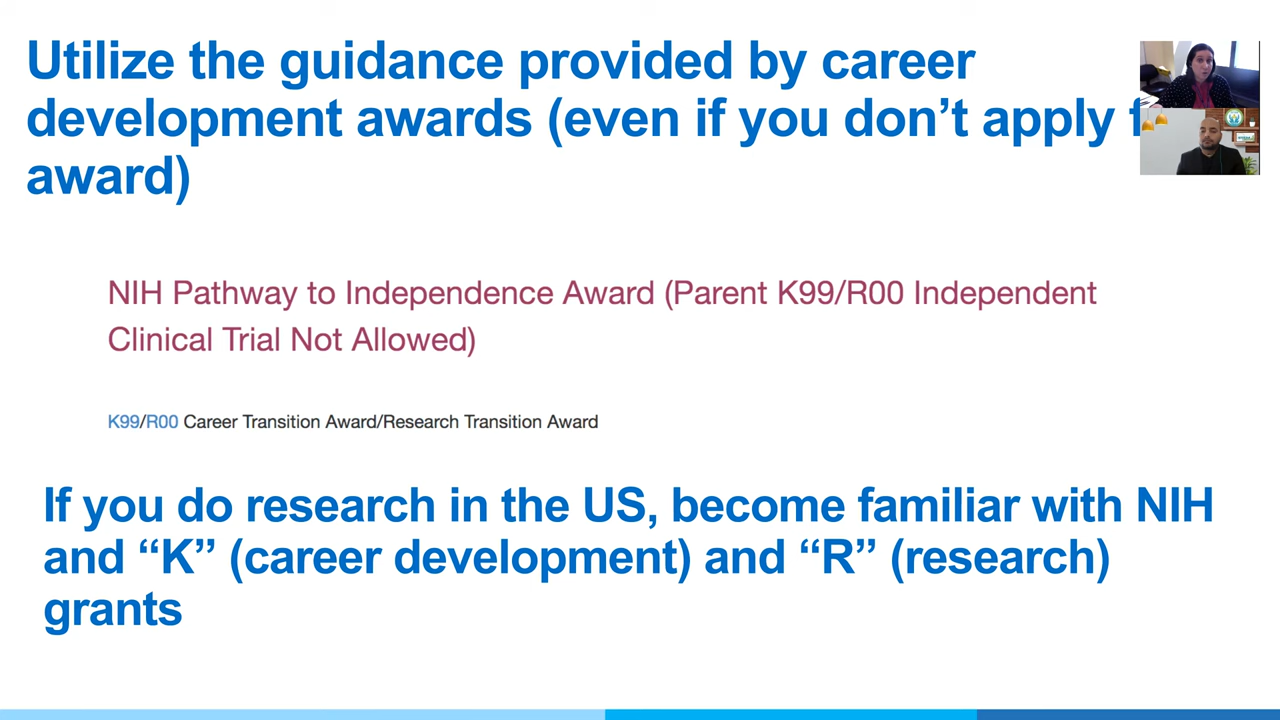 Utilize the guidance provided by career
development awards (even if you don’t apply
award)
NIH Pathway to Independence Award (Parent K99/R00 Independent
Clinical Trial Not Allowed)
K99/R00 Career Transition Award/Research Transition Award
If you do research in the US, become familiar with NIH
and “K” (career development) and “R” (research)
grants